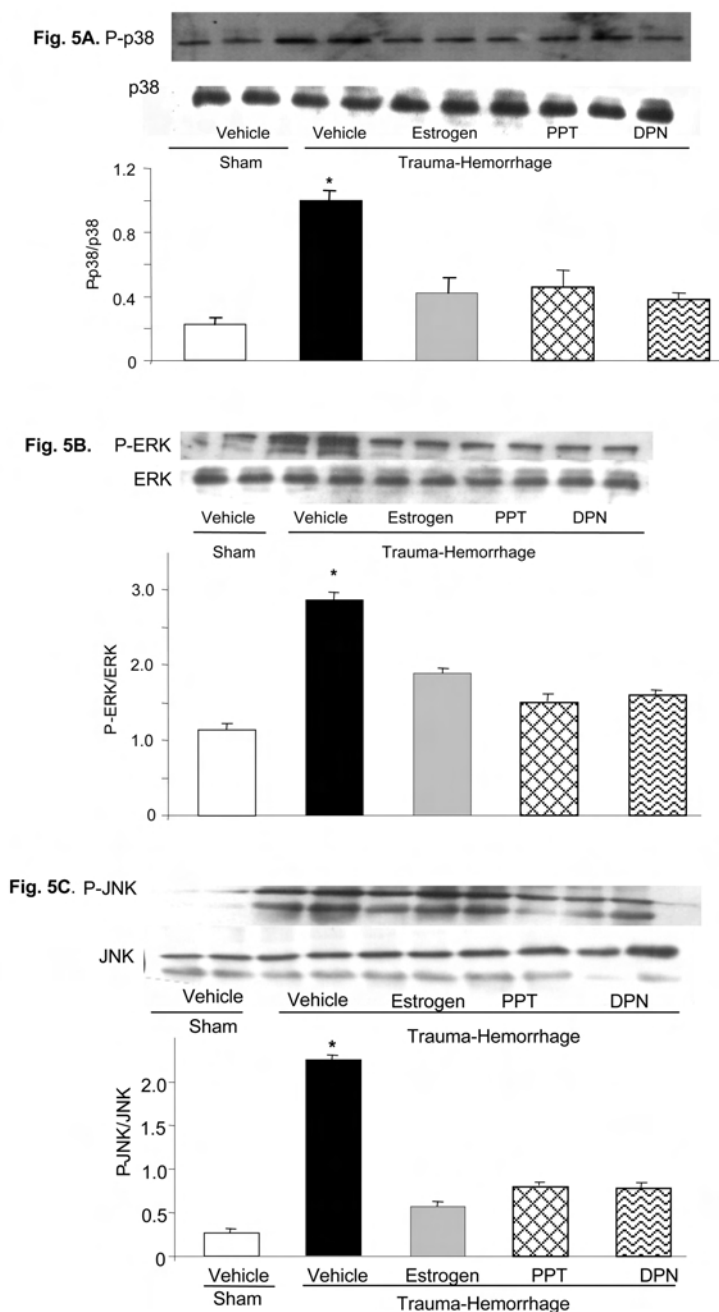 Fig. 5A. P-p38
p38
Vehicle Vehicle Estrogen PPT DPN
Sham Trauma-Hemorrhage
P-p38/p38
1.2
*
0.8
0.4
0
Fig. 5B. P-ERK
ERK
Vehicle Vehicle Estrogen PPT DPN
Sham Trauma-Hemorrhage
P-ERK/ERK
*
3.0
2.0
1.0
0
Fig. 5C. P-JNK
JNK
Vehicle Vehicle Estrogen PPT DPN
Sham Trauma-Hemorrhage
P-JNK/JNK
*
2.0
1.5
1.0
0.5
0
Vehicle Vehicle Estrogen PPT DPN
Sham Trauma-Hemorrhage